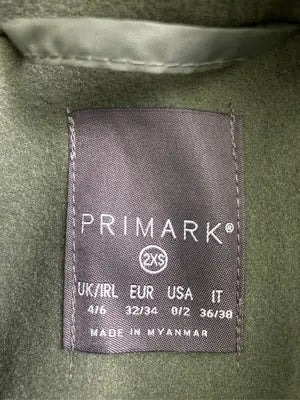 PRIMARK®
2XS
UK/IRL EUR USA IT
4/6 32/34 0/2 36/38
MADE IN MYANMAR